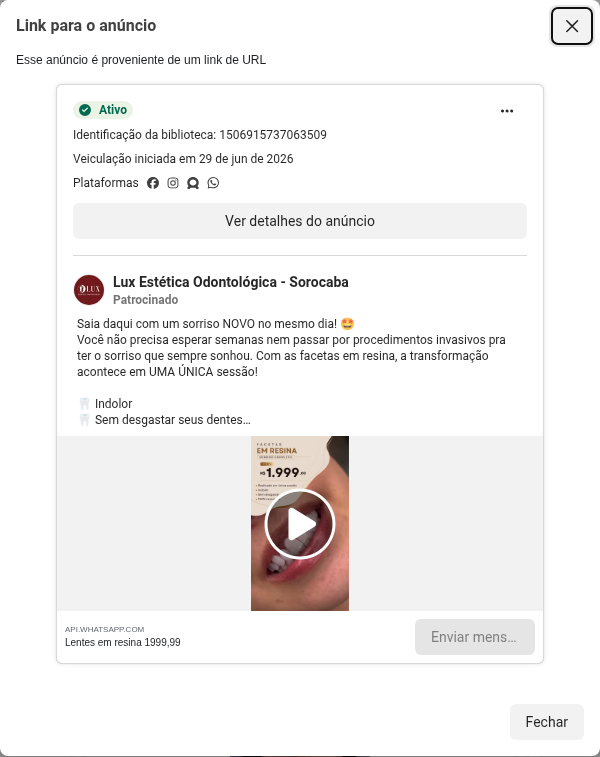 Link para o anúncio
Esse anúncio é proveniente de um link de URL
Ativo
Identificação da biblioteca: 1506915737063509
Veiculação iniciada em 29 de jun de 2026
Plataformas
Ver detalhes do anúncio
LUX
Lux Estética Odontológica - Sorocaba
Patrocinado
Saia daqui com um sorriso NOVO no mesmo dia! 🤩
Você não precisa esperar semanas nem passar por procedimentos invasivos pra
ter o sorriso que sempre sonhou. Com as facetas em resina, a transformação
acontece em UMA ÚNICA sessão!
🦷 Indolor
🦷 Sem desgastar seus dentes…
FACETAS
EM RESINA
R$ 1.999
API.WHATSAPP.COM
Lentes em resina 1999,99
Enviar mens…
Fechar